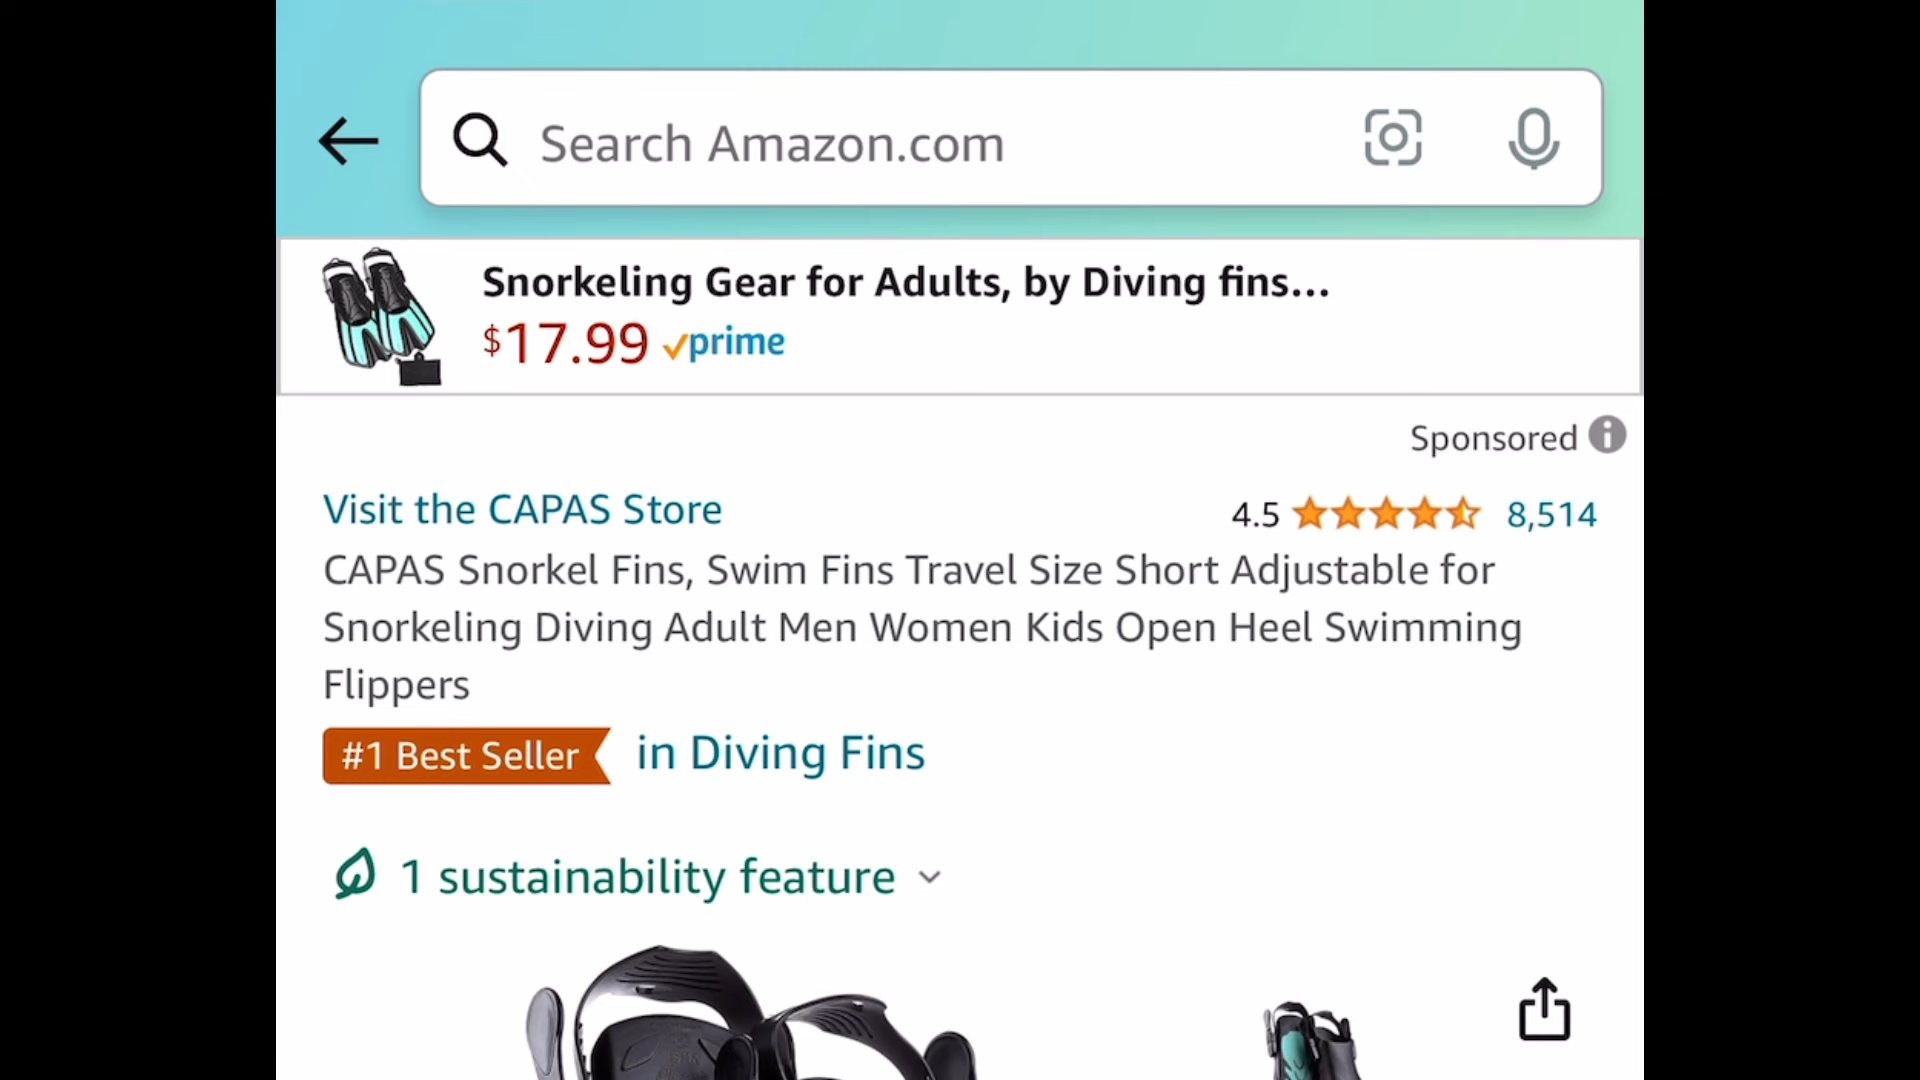 Search Amazon.com
Snorkeling Gear for Adults, by Diving fins...
$17.99 prime
Sponsored
Visit the CAPAS Store 4.5 8,514
CAPAS Snorkel Fins, Swim Fins Travel Size Short Adjustable for
Snorkeling Diving Adult Men Women Kids Open Heel Swimming
Flippers
#1 Best Seller in Diving Fins
1 sustainability feature